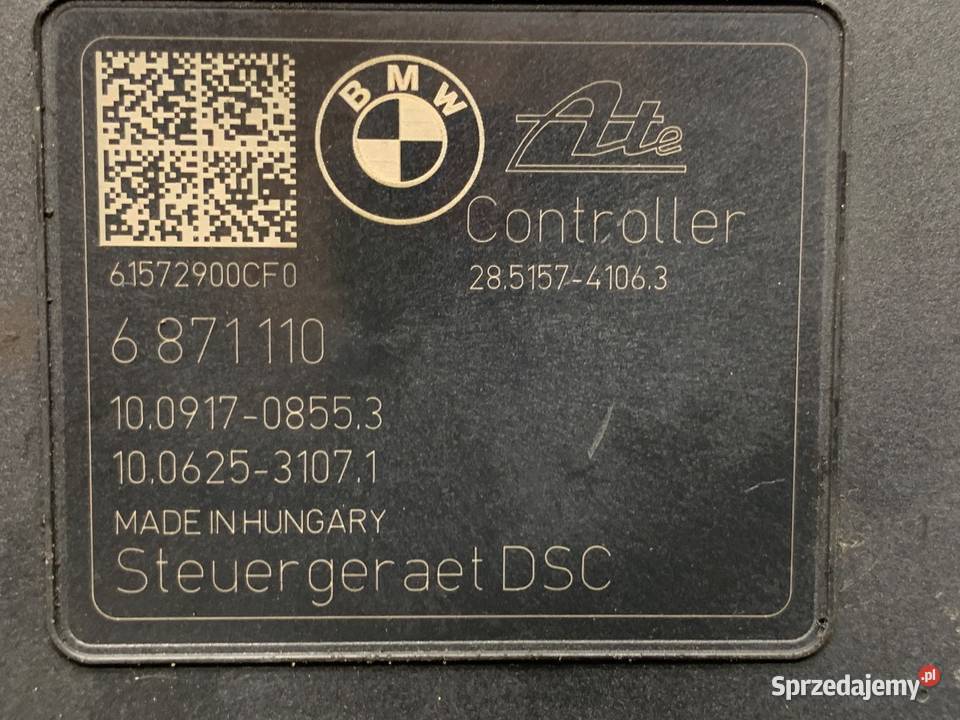 BMW
Ate
Controller
61572900CF0
28.5157-4106.3
6 871 110
10.0917-0855.3
10.0625-3107.1
MADE IN HUNGARY
Steuergeraet DSC
Sprzedajemy.pl